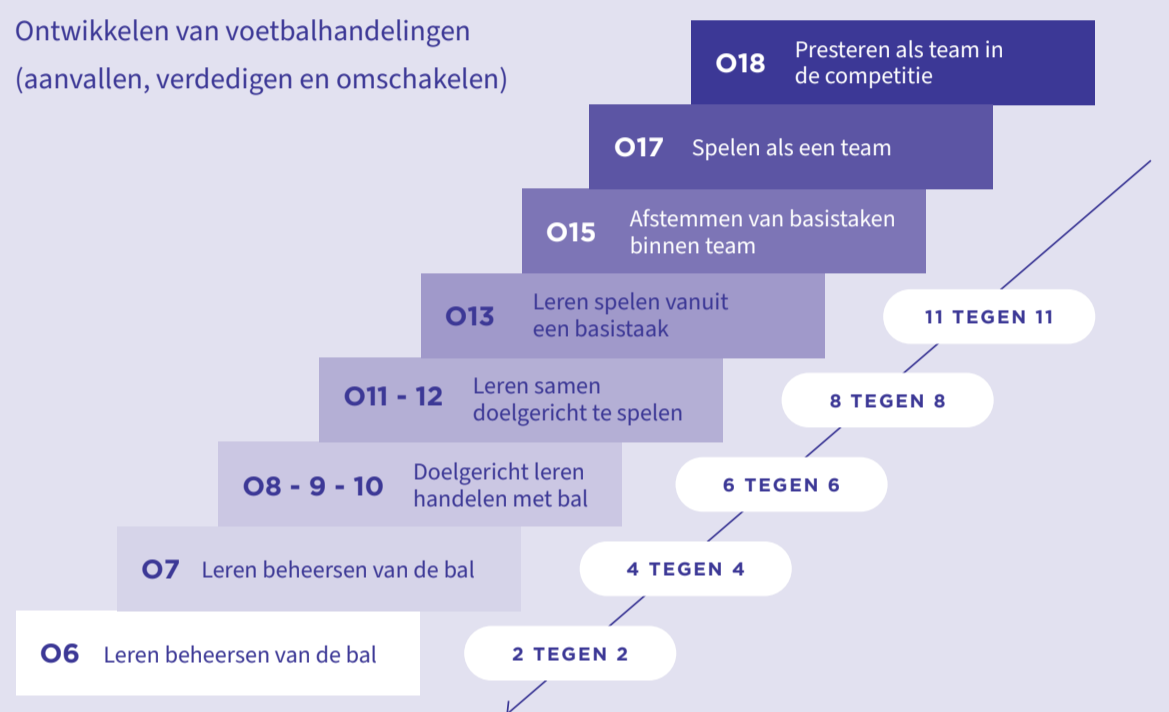 Ontwikkelen van voetbalhandelingen
(aanvallen, verdedigen en omschakelen)
O18 Presteren als team in
de competitie
O17 Spelen als een team
O15 Afstemmen van basistaken
binnen team
O13 Leren spelen vanuit
een basistaak
11 TEGEN 11
O11 - 12 Leren samen
doelgericht te spelen
8 TEGEN 8
O8 - 9 - 10 Doelgericht leren
handelen met bal
6 TEGEN 6
O7 Leren beheersen van de bal
4 TEGEN 4
O6 Leren beheersen van de bal
2 TEGEN 2